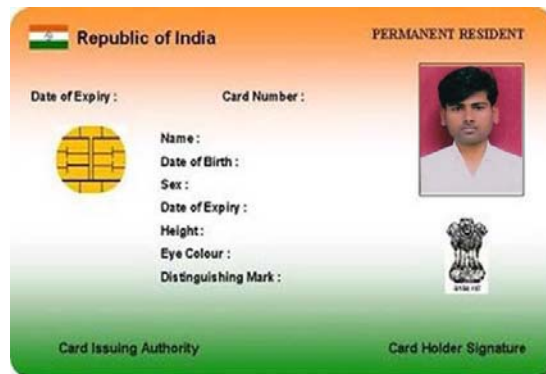 Republic of India
PERMANENT RESIDENT
Date of Expiry :
Card Number :
Name :
Date of Birth :
Sex :
Date of Expiry :
Height :
Eye Colour :
Distinguishing Mark :
Card Issuing Authority
Card Holder Signature